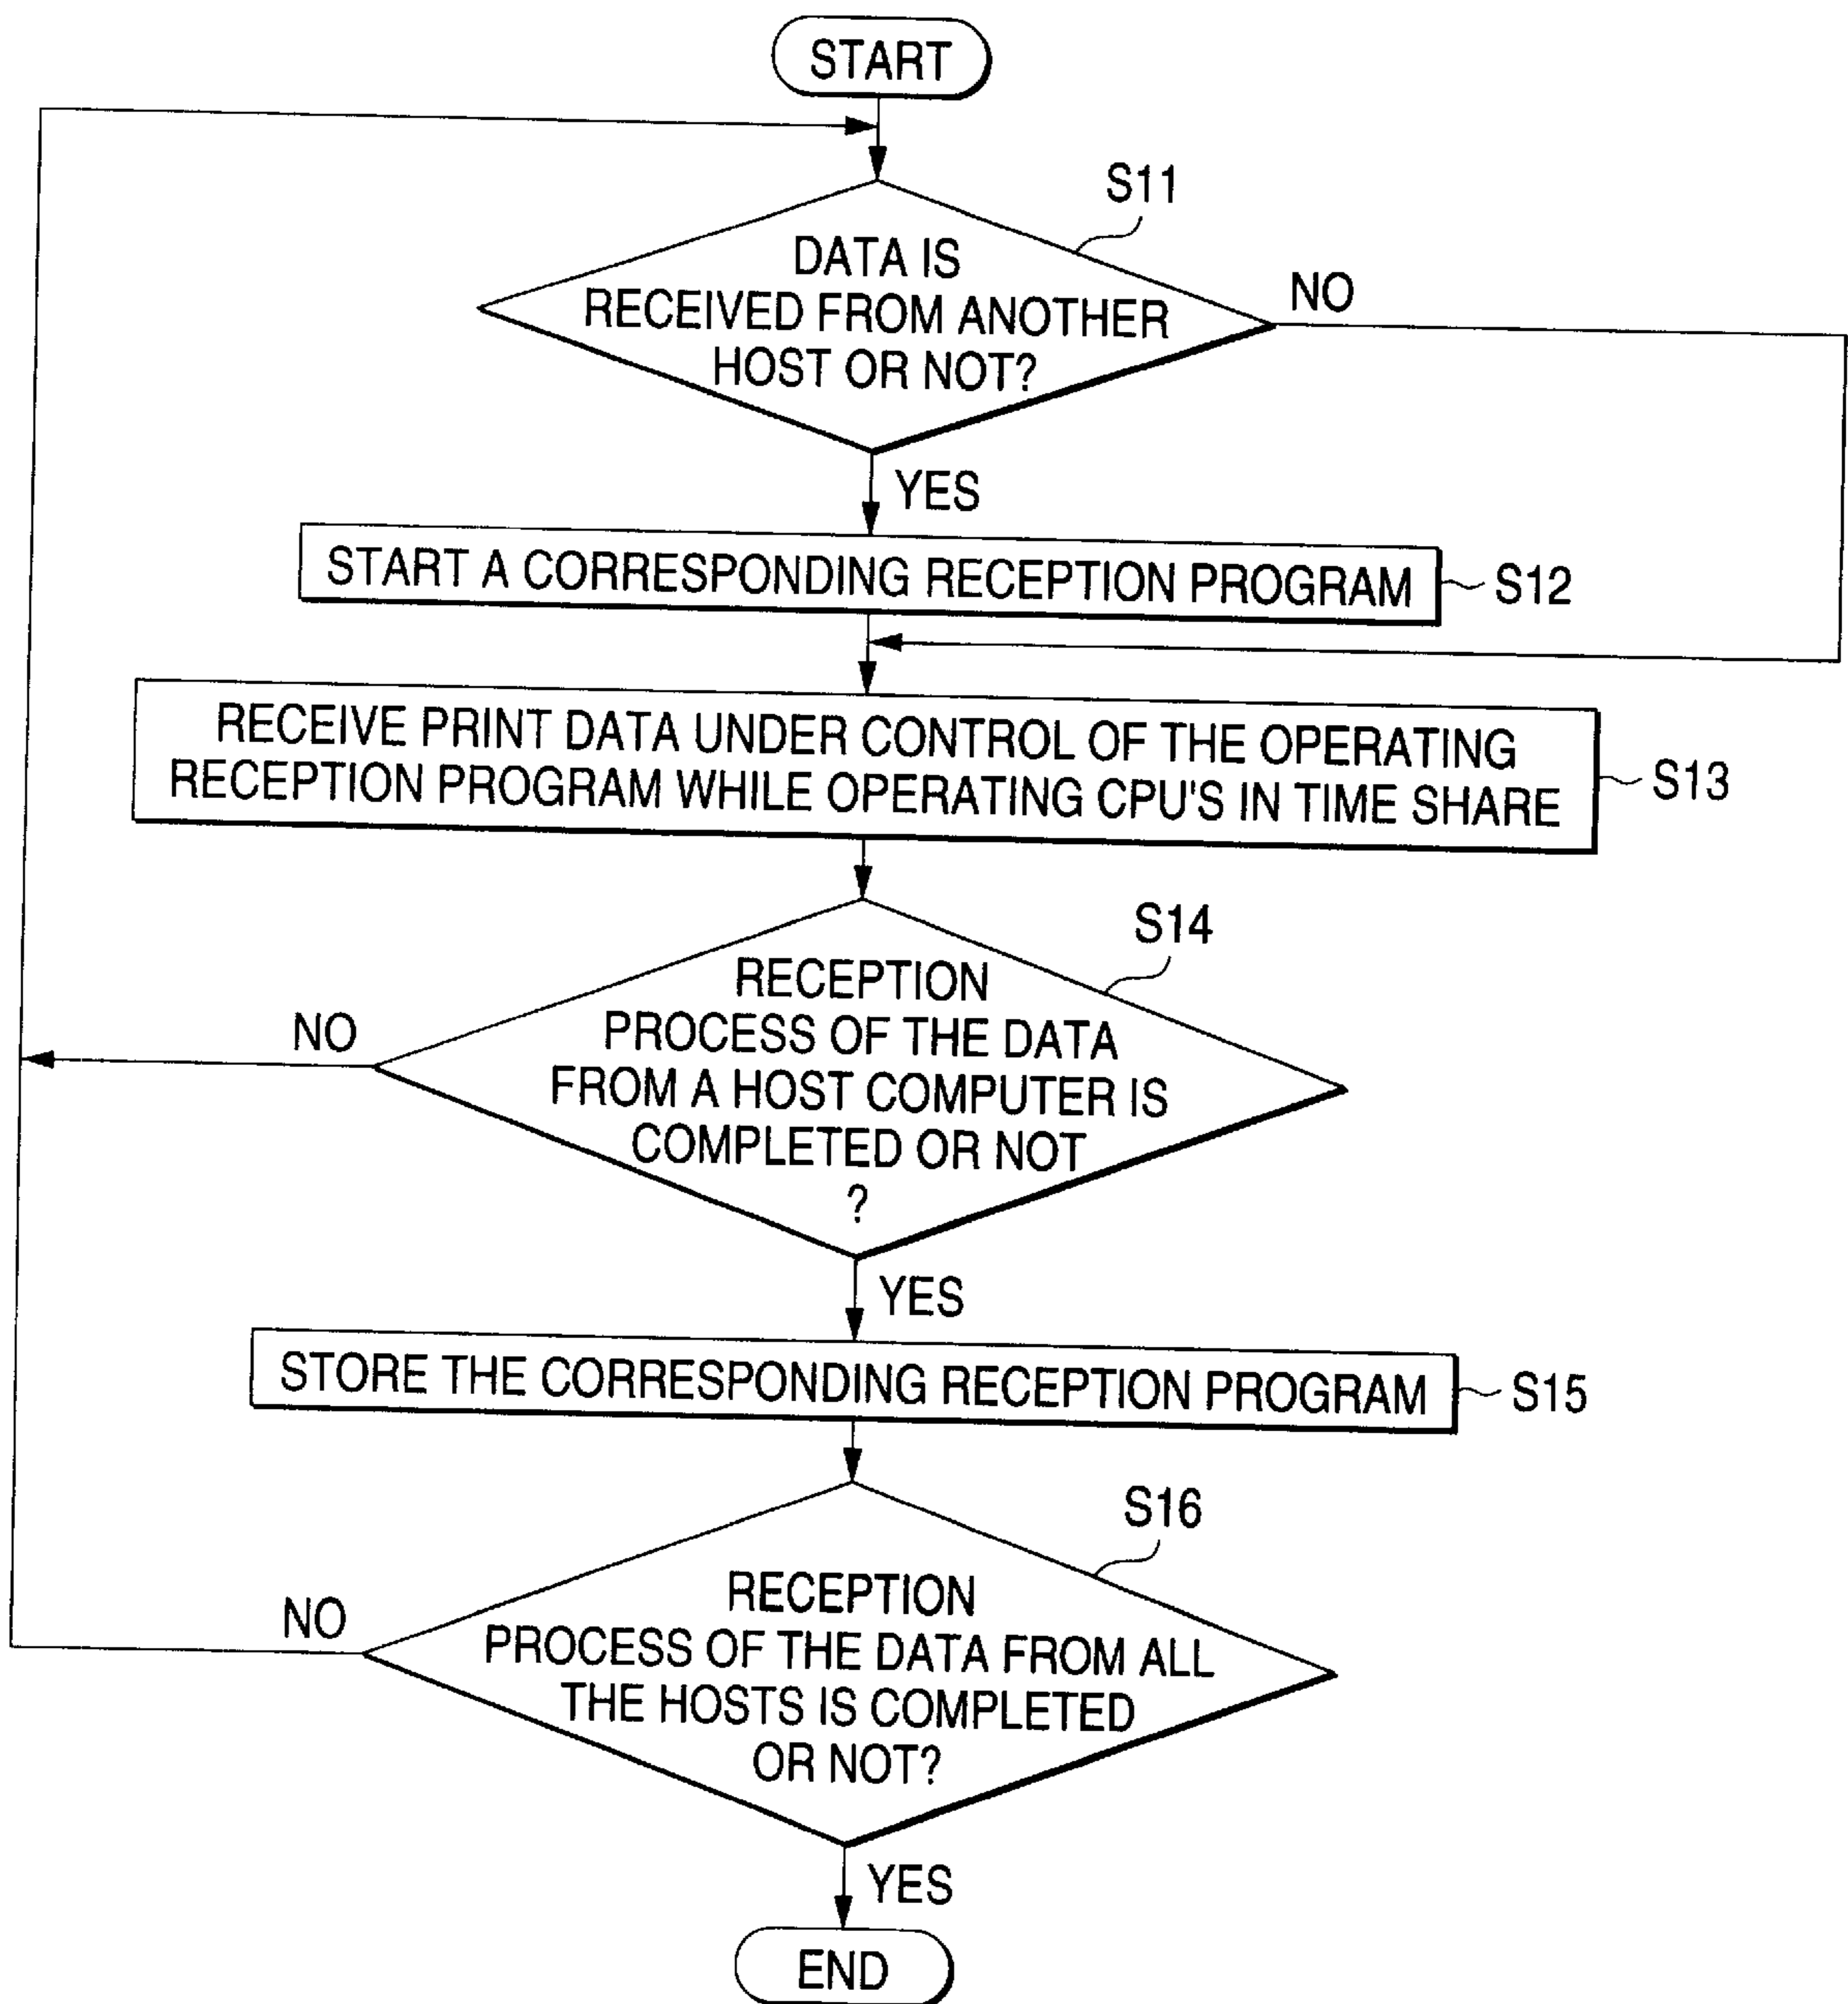 START
S11
DATA IS
RECEIVED FROM ANOTHER
HOST OR NOT?
NO
YES
START A CORRESPONDING RECEPTION PROGRAM
S12
RECEIVE PRINT DATA UNDER CONTROL OF THE OPERATING
RECEPTION PROGRAM WHILE OPERATING CPU'S IN TIME SHARE
S13
S14
RECEPTION
PROCESS OF THE DATA
FROM A HOST COMPUTER IS
COMPLETED OR NOT
?
NO
YES
STORE THE CORRESPONDING RECEPTION PROGRAM
S15
S16
RECEPTION
PROCESS OF THE DATA FROM ALL
THE HOSTS IS COMPLETED
OR NOT?
NO
YES
END